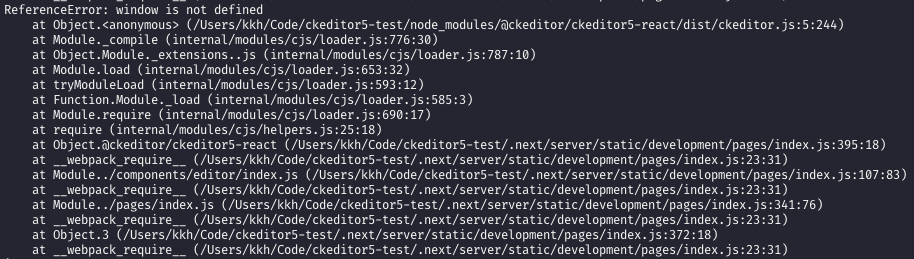 ReferenceError: window is not defined
at Object.<anonymous> (/Users/kkh/Code/ckeditor5-test/node_modules/@ckeditor/ckeditor5-react/dist/ckeditor.js:5:244)
at Module._compile (internal/modules/cjs/loader.js:776:30)
at Object.Module._extensions..js (internal/modules/cjs/loader.js:787:10)
at Module.load (internal/modules/cjs/loader.js:653:32)
at tryModuleLoad (internal/modules/cjs/loader.js:593:12)
at Function.Module._load (internal/modules/cjs/loader.js:585:3)
at Module.require (internal/modules/cjs/loader.js:690:17)
at require (internal/modules/cjs/helpers.js:25:18)
at Object.@ckeditor/ckeditor5-react (/Users/kkh/Code/ckeditor5-test/.next/server/static/development/pages/index.js:395:18)
at __webpack_require__ (/Users/kkh/Code/ckeditor5-test/.next/server/static/development/pages/index.js:23:31)
at Module../components/editor/index.js (/Users/kkh/Code/ckeditor5-test/.next/server/static/development/pages/index.js:107:83)
at __webpack_require__ (/Users/kkh/Code/ckeditor5-test/.next/server/static/development/pages/index.js:23:31)
at Module../pages/index.js (/Users/kkh/Code/ckeditor5-test/.next/server/static/development/pages/index.js:341:76)
at __webpack_require__ (/Users/kkh/Code/ckeditor5-test/.next/server/static/development/pages/index.js:23:31)
at Object.3 (/Users/kkh/Code/ckeditor5-test/.next/server/static/development/pages/index.js:372:18)
at __webpack_require__ (/Users/kkh/Code/ckeditor5-test/.next/server/static/development/pages/index.js:23:31)